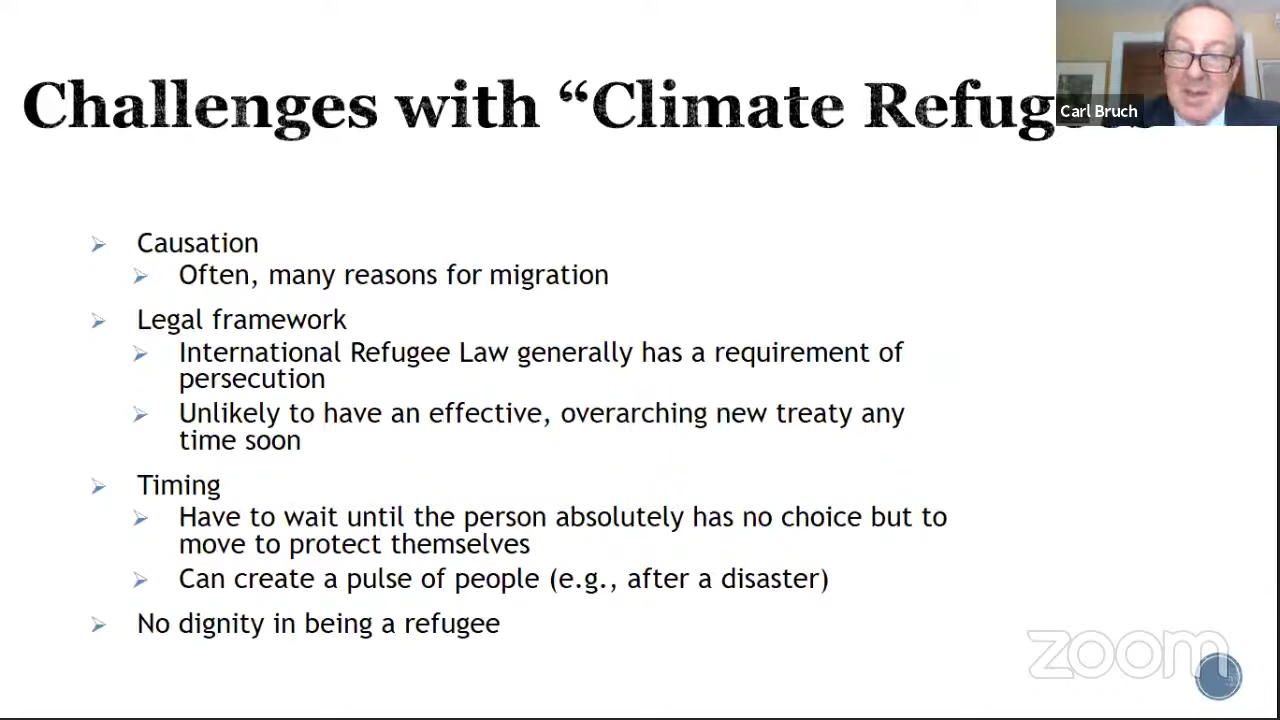 Challenges with “Climate Refuge
Carl Bruch
Causation
Often, many reasons for migration
Legal framework
International Refugee Law generally has a requirement of
persecution
Unlikely to have an effective, overarching new treaty any
time soon
Timing
Have to wait until the person absolutely has no choice but to
move to protect themselves
Can create a pulse of people (e.g., after a disaster)
No dignity in being a refugee
zoom